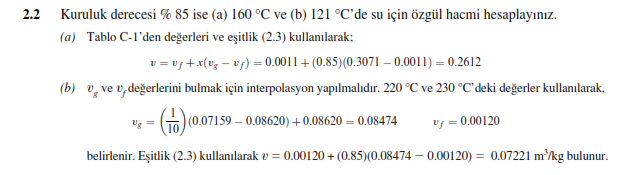 2.2 Kuruluk derecesi % 85 ise (a) 160 °C ve (b) 121 °C'de su için özgül hacmi hesaplayınız.
(a) Tablo C-1'den değerleri ve eşitlik (2.3) kullanılarak;
v = v_f + x(v_g − v_f) = 0.0011 + (0.85)(0.3071 − 0.0011) = 0.2612
(b) v_g ve v_f değerlerini bulmak için interpolasyon yapılmalıdır. 220 °C ve 230 °C'deki değerler kullanılarak,
v_g = (1/10)(0.07159 − 0.08620) + 0.08620 = 0.08474 v_f = 0.00120
belirlenir. Eşitlik (2.3) kullanılarak v = 0.00120 + (0.85)(0.08474 − 0.00120) = 0.07221 m³/kg bulunur.